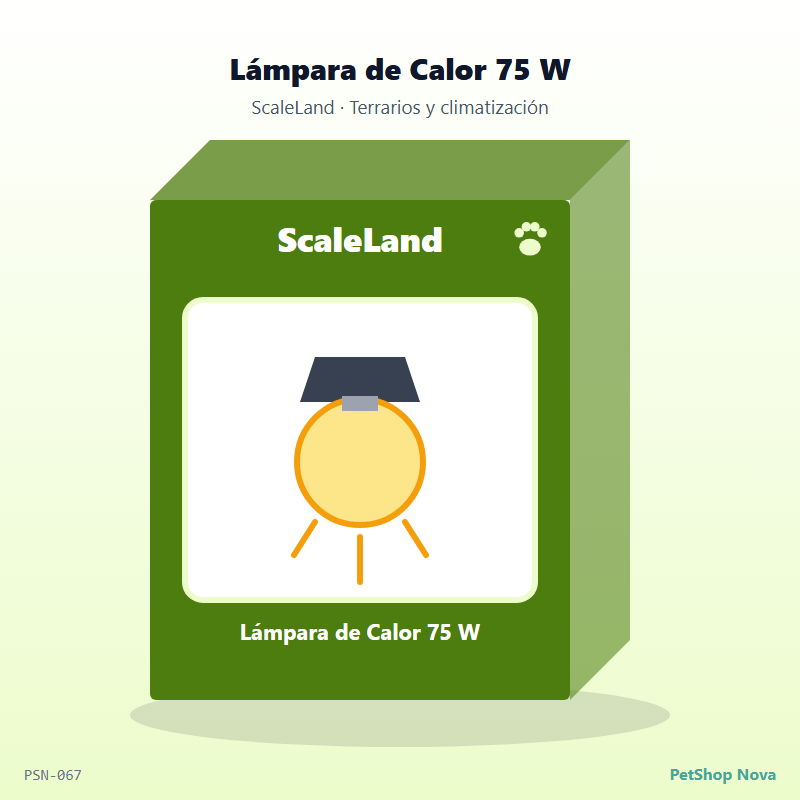 Lámpara de Calor 75 W
ScaleLand · Terrarios y climatización
ScaleLand
Lámpara de Calor 75 W
PSN-067
PetShop Nova